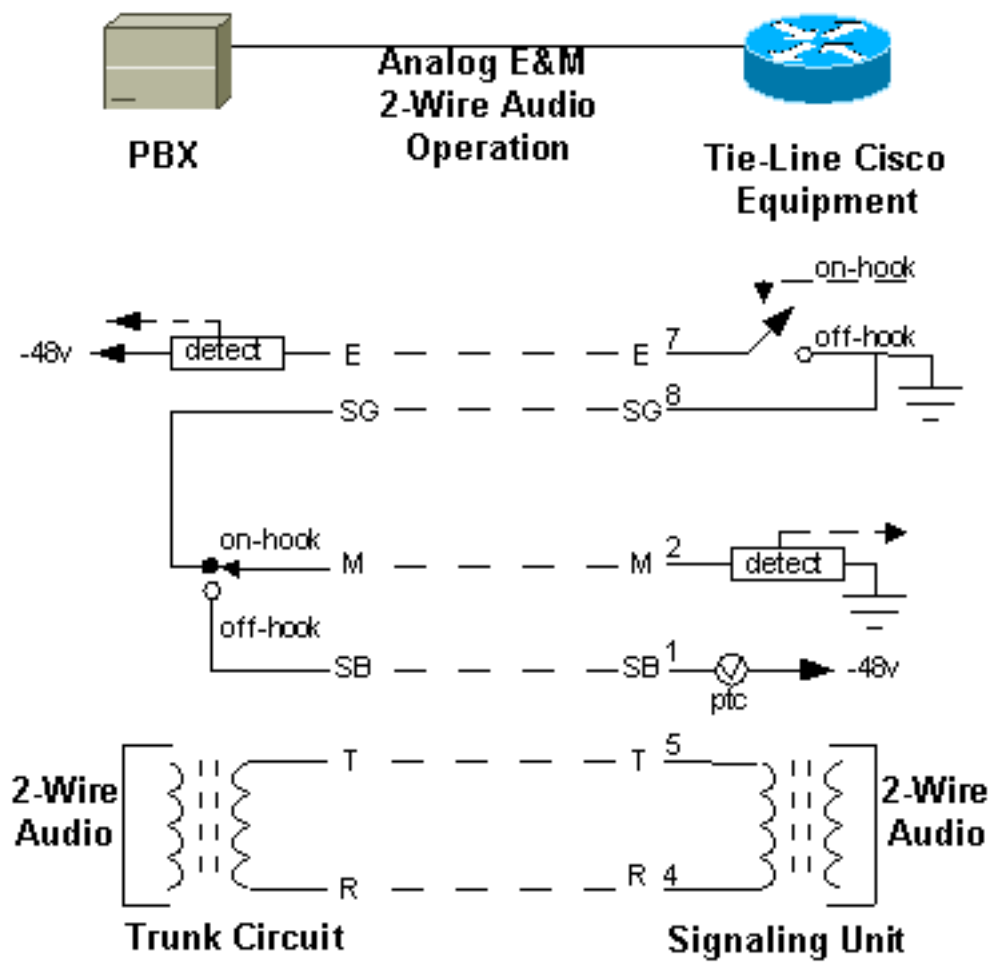 Analog E&M
2-Wire Audio
Operation
PBX
Tie-Line Cisco
Equipment
on-hook
-48v
detect
E
E
7
off-hook
SG
SG
8
on-hook
M
M
2
detect
off-hook
SB
SB
1
-48v
ptc
T
T
5
2-Wire
Audio
2-Wire
Audio
R
R
4
Trunk Circuit
Signaling Unit